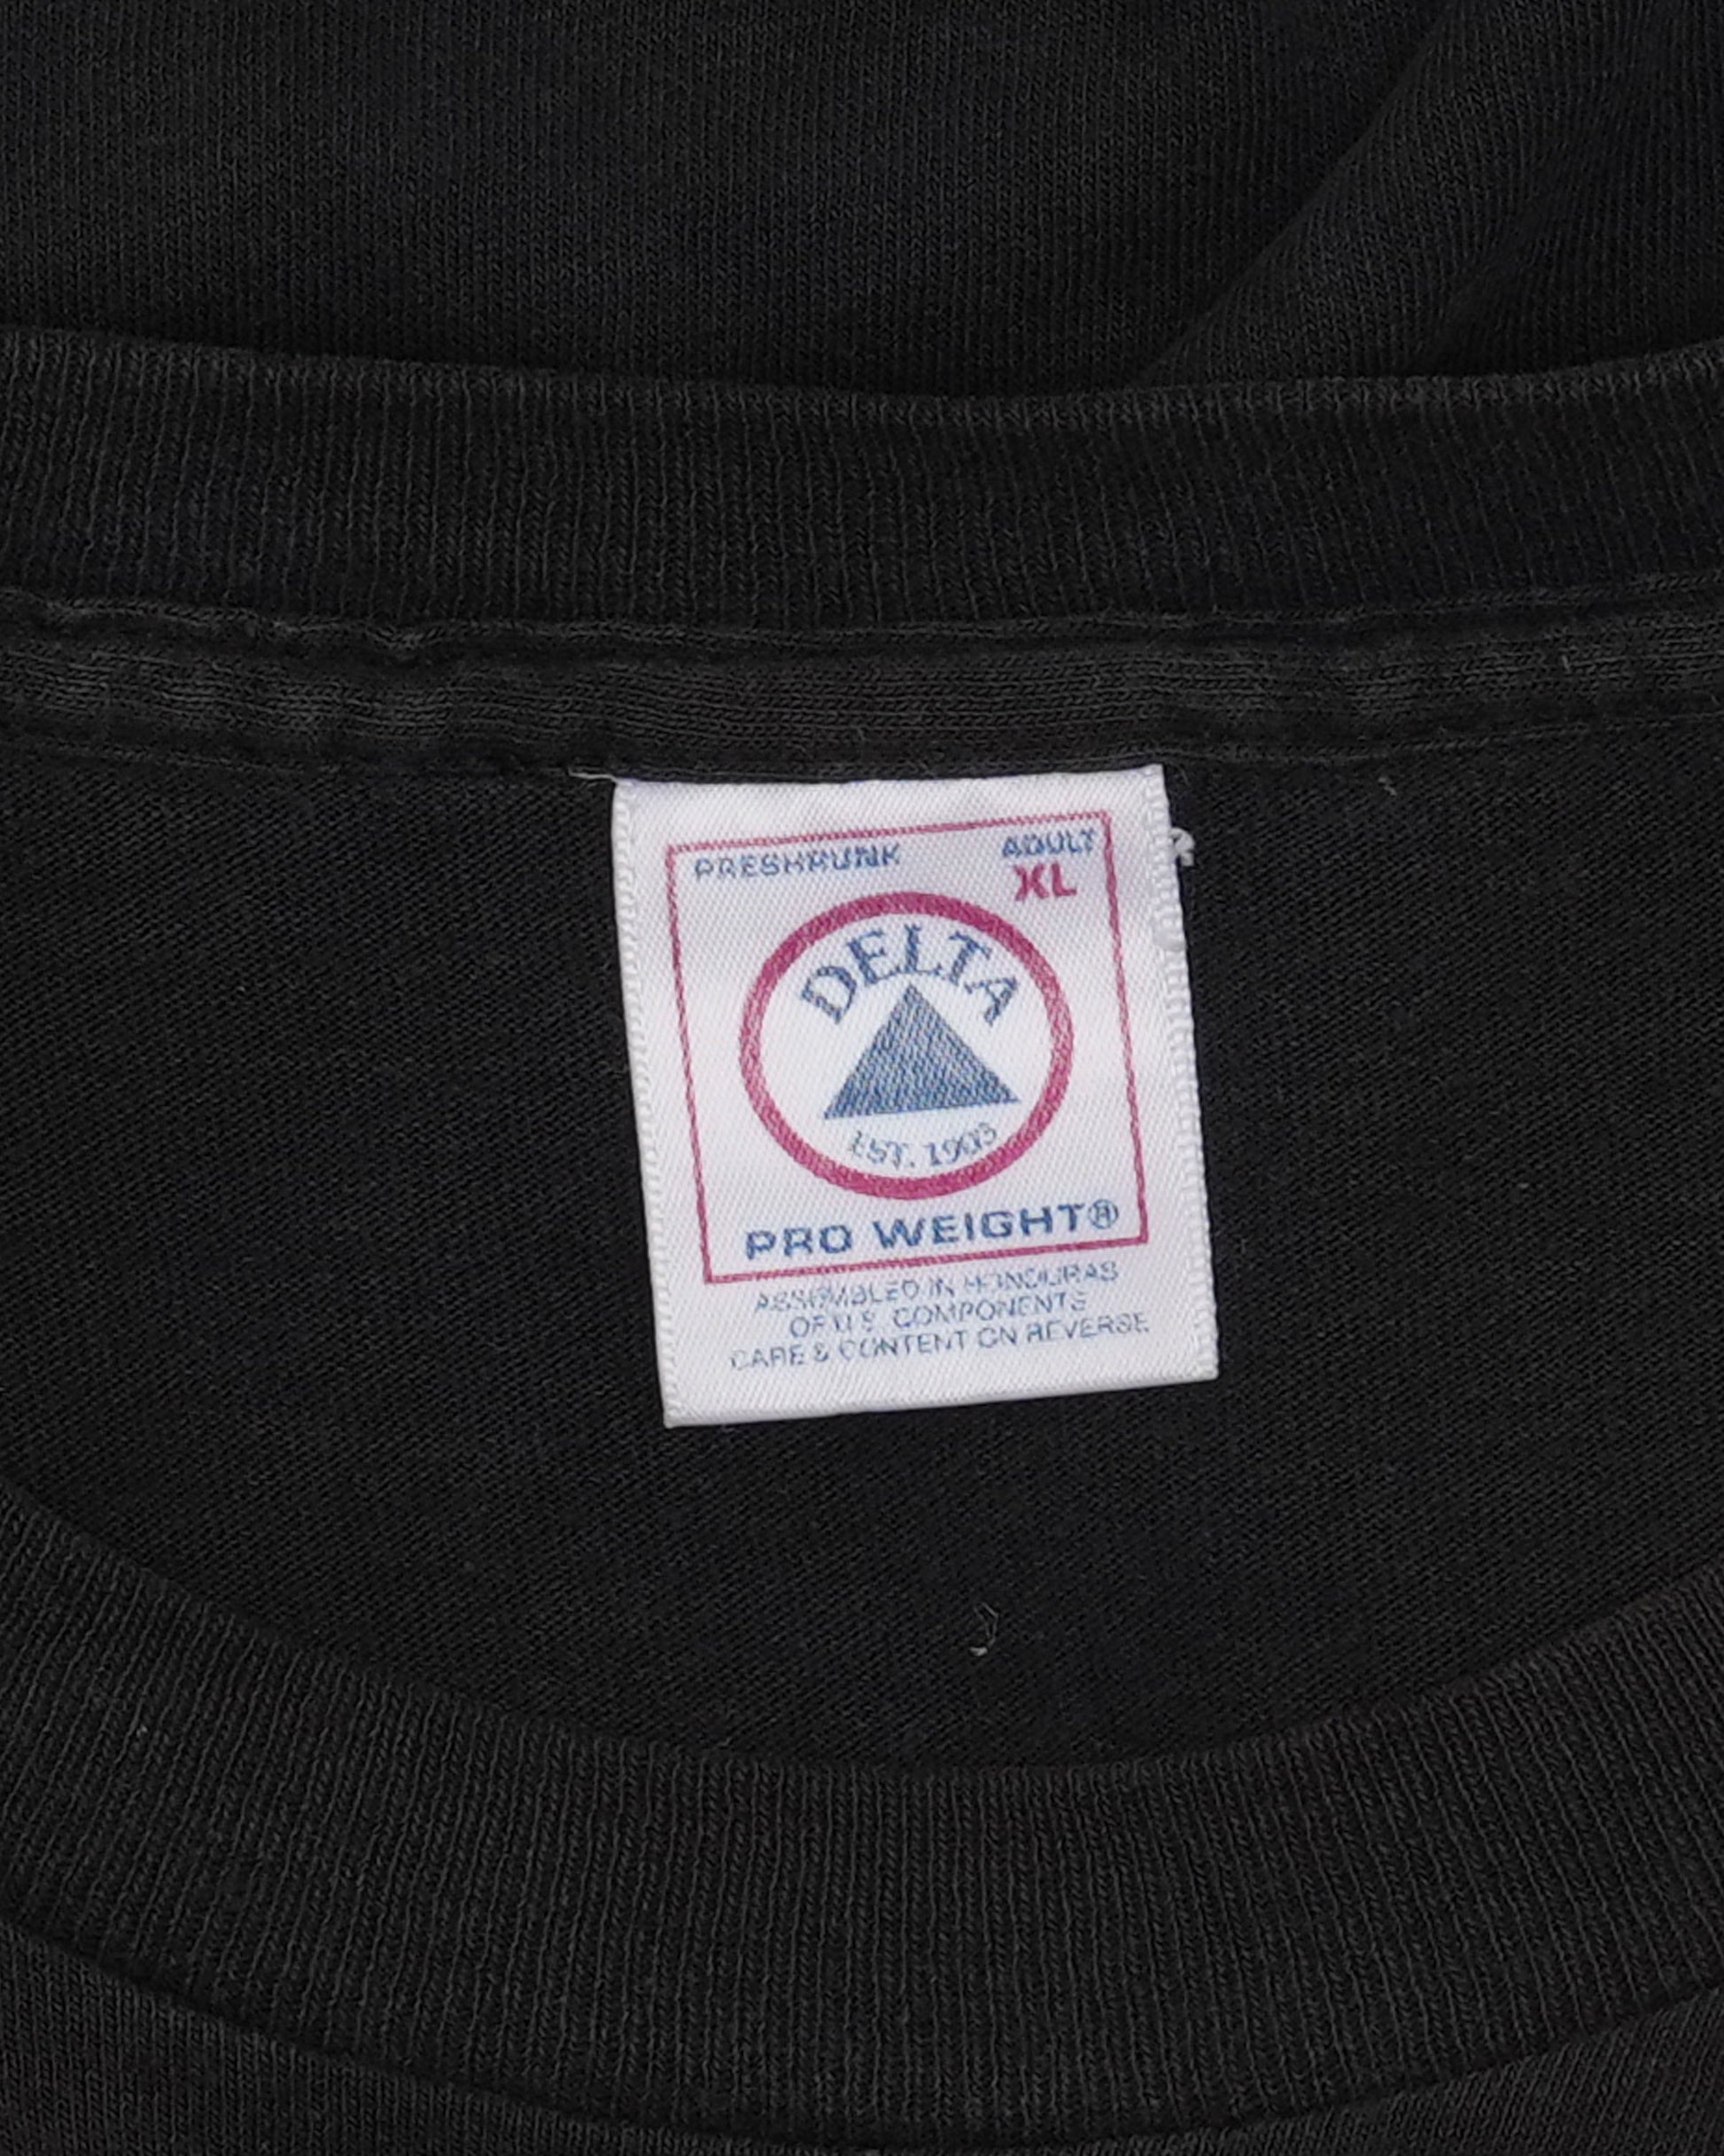 PRESHRUNK
ADULT
XL
DELTA
EST. 1903
PRO WEIGHT®
ASSEMBLED IN HONDURAS
OF U.S. COMPONENTS
CARE & CONTENT ON REVERSE